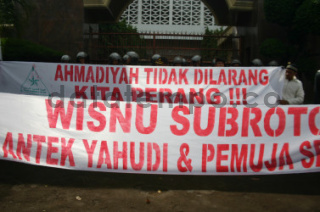 AHMADIYAH TIDAK DILARANG
KITA PERANG !!!
WISNU SUBROTO
ANTEK YAHUDI & PEMUJA